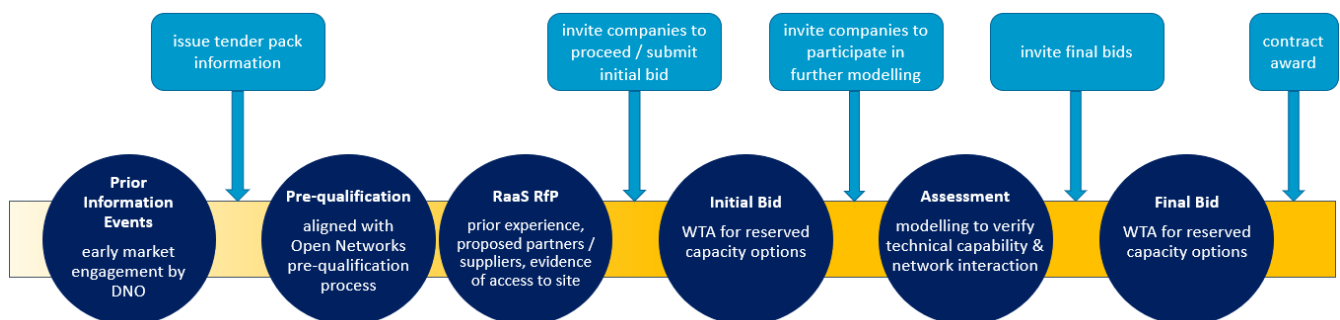 issue tender pack
information
invite companies to
proceed / submit
initial bid
invite companies to
participate in
further modelling
invite final bids
contract
award
Prior
Information
Events
early market
engagement by
DNO
Pre-qualification
aligned with
Open Networks
pre-qualification
process
RaaS RfP
prior experience,
proposed partners /
suppliers, evidence
of access to site
Initial Bid
WTA for reserved
capacity options
Assessment
modelling to verify
technical capability &
network interaction
Final Bid
WTA for reserved
capacity options